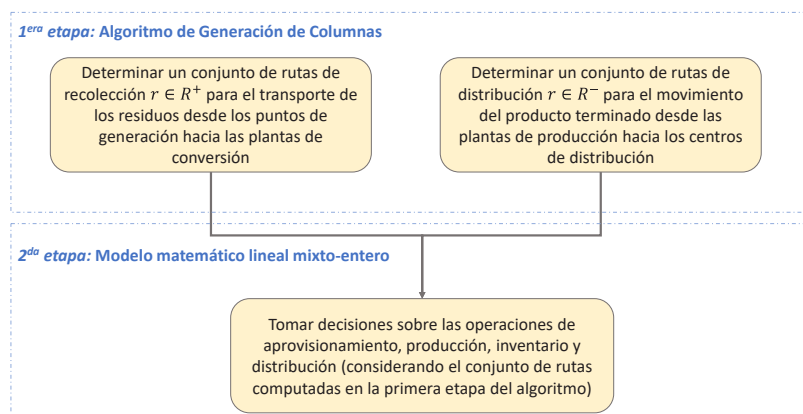 1era etapa: Algoritmo de Generación de Columnas
Determinar un conjunto de rutas de
recolección r ∈ R⁺ para el transporte de
los residuos desde los puntos de
generación hacia las plantas de
conversión
Determinar un conjunto de rutas de
distribución r ∈ R⁻ para el movimiento
del producto terminado desde las
plantas de producción hacia los centros
de distribución
2da etapa: Modelo matemático lineal mixto-entero
Tomar decisiones sobre las operaciones de
aprovisionamiento, producción, inventario y
distribución (considerando el conjunto de rutas
computadas en la primera etapa del algoritmo)